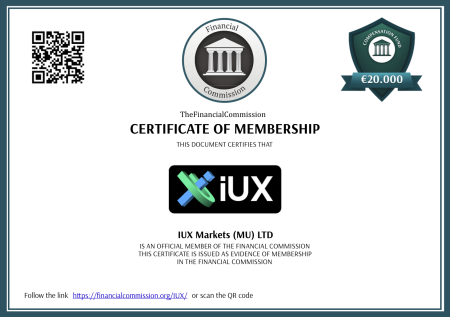 Financial
Commission
COMPENSATION FUND
€20.000
TheFinancialCommission
CERTIFICATE OF MEMBERSHIP
THIS DOCUMENT CERTIFIES THAT
iUX
IUX Markets (MU) LTD
IS AN OFFICIAL MEMBER OF THE FINANCIAL COMMISSION
THIS CERTIFICATE IS ISSUED AS EVIDENCE OF MEMBERSHIP
IN THE FINANCIAL COMMISSION
Follow the link https://financialcommission.org/IUX/ or scan the QR code